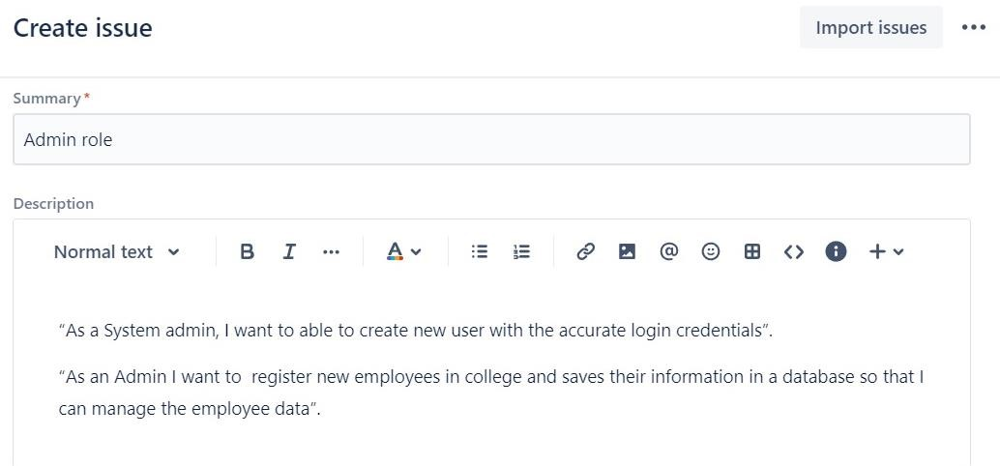 Create issue
Import issues
Summary*
Admin role
Description
Normal text
“As a System admin, I want to able to create new user with the accurate login credentials”.
“As an Admin I want to  register new employees in college and saves their information in a database so that I
can manage the employee data”.